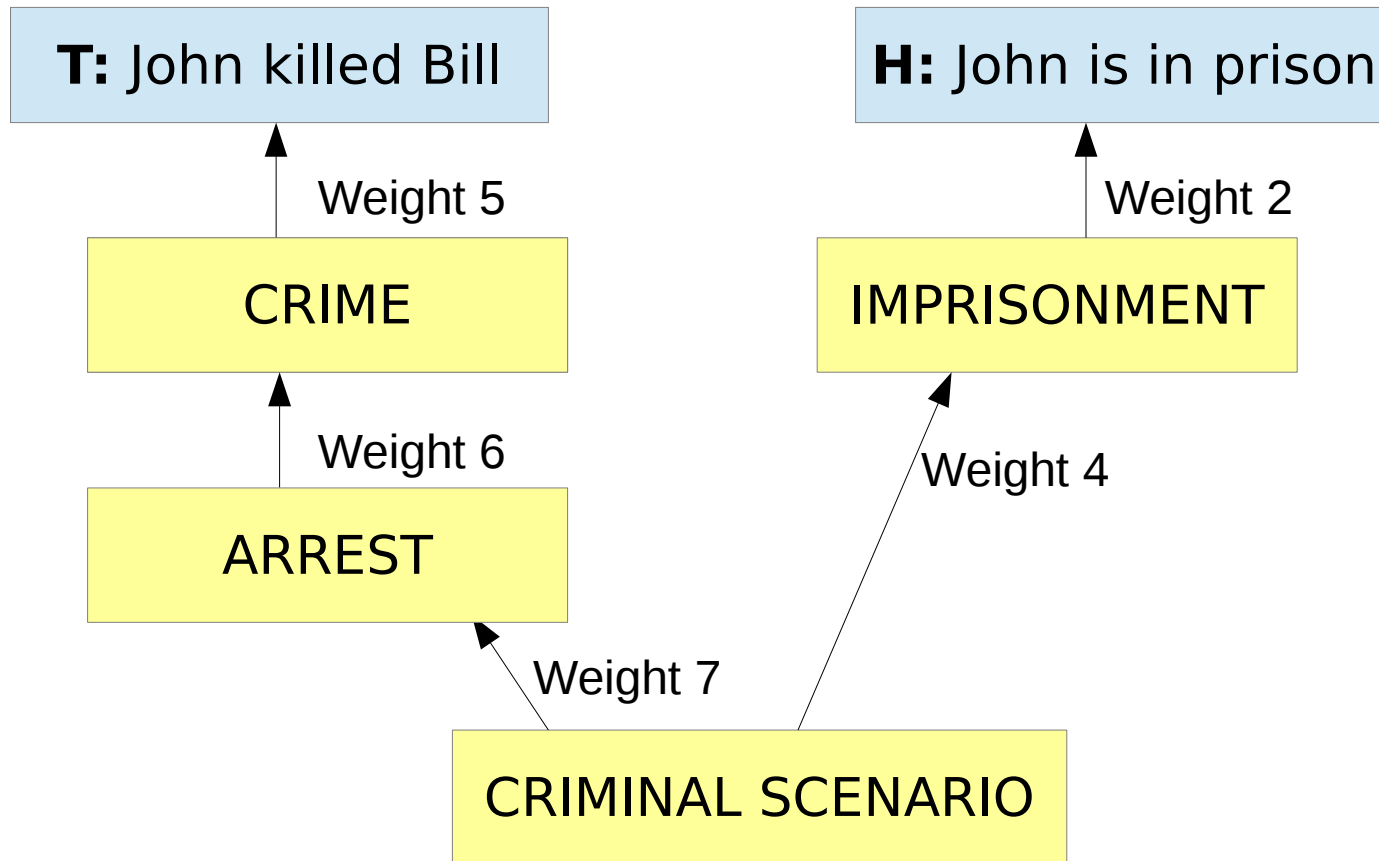 T: John killed Bill
H: John is in prison
Weight 5
Weight 2
CRIME
IMPRISONMENT
Weight 6
Weight 4
ARREST
Weight 7
CRIMINAL SCENARIO